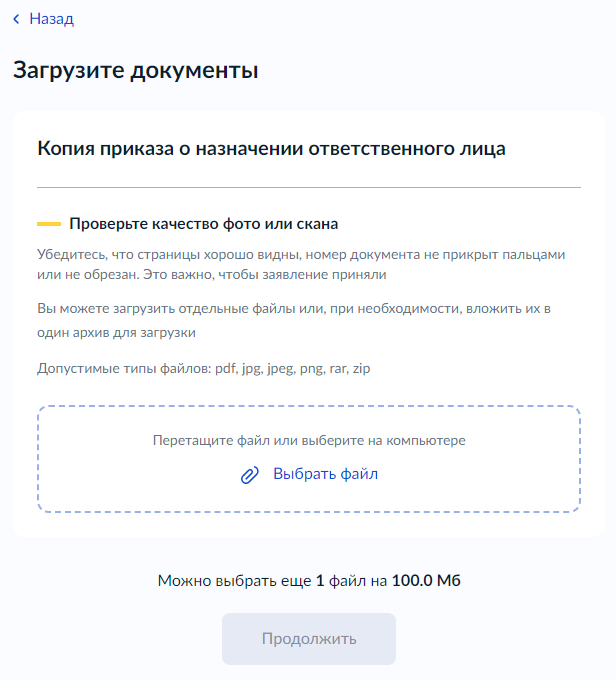 Назад
Загрузите документы
Копия приказа о назначении ответственного лица
Проверьте качество фото или скана
Убедитесь, что страницы хорошо видны, номер документа не прикрыт пальцами
или не обрезан. Это важно, чтобы заявление приняли
Вы можете загрузить отдельные файлы или, при необходимости, вложить их в
один архив для загрузки
Допустимые типы файлов: pdf, jpg, jpeg, png, rar, zip
Перетащите файл или выберите на компьютере
Выбрать файл
Можно выбрать еще 1 файл на 100.0 Мб
Продолжить